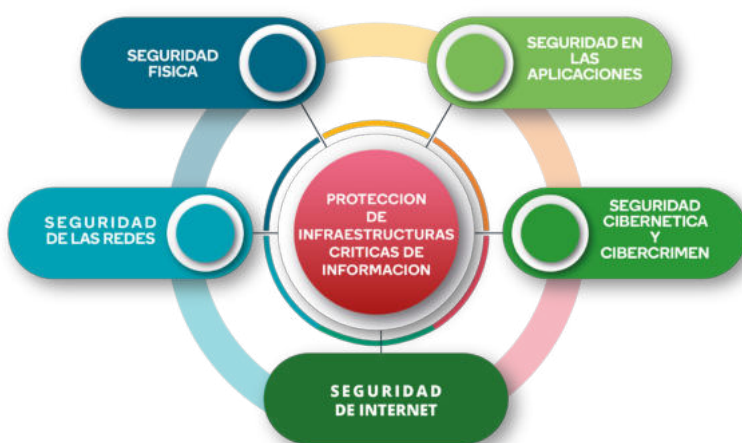 SEGURIDAD
FISICA
SEGURIDAD EN
LAS
APLICACIONES
PROTECCION
DE
INFRAESTRUCTURAS
CRITICAS DE
INFORMACION
SEGURIDAD
DE LAS REDES
SEGURIDAD
CIBERNETICA
Y
CIBERCRIMEN
SEGURIDAD
DE INTERNET